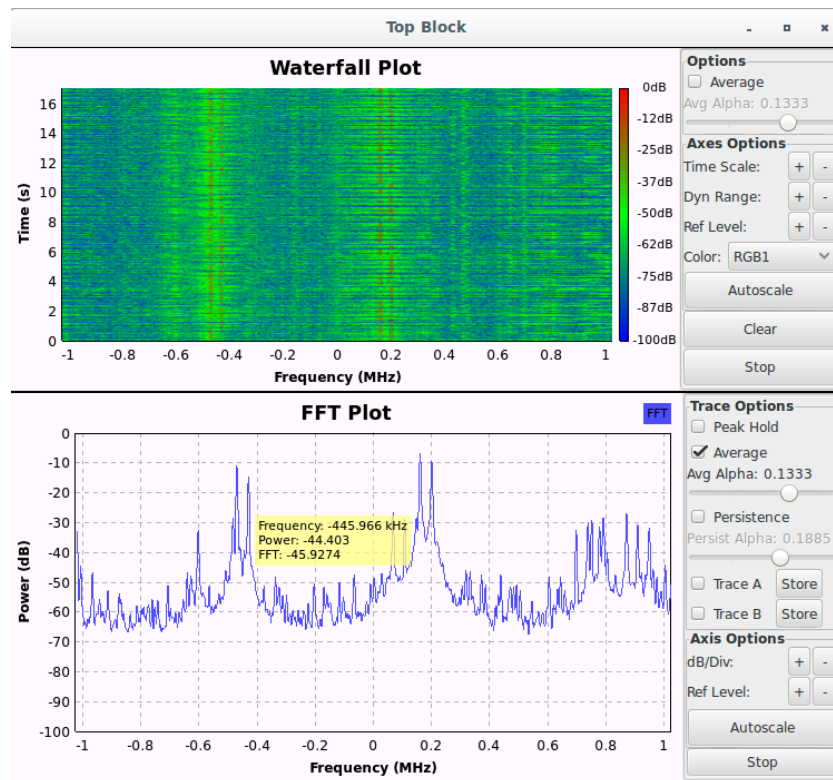 Top Block
Waterfall Plot
16
14
12
10
8
6
4
2
0
Time (s)
-1 -0.8 -0.6 -0.4 -0.2 0 0.2 0.4 0.6 0.8 1
Frequency (MHz)
0dB
-12dB
-25dB
-37dB
-50dB
-62dB
-75dB
-87dB
-100dB
Options
Average
Avg Alpha: 0.1333
Axes Options
Time Scale: + -
Dyn Range: + -
Ref Level: + -
Color: RGB1
Autoscale
Clear
Stop
FFT Plot
FFT
0
-10
-20
-30
-40
-50
-60
-70
-80
-90
-100
Power (dB)
Frequency: -445.966 kHz
Power: -44.403
FFT: -45.9274
-1 -0.8 -0.6 -0.4 -0.2 0 0.2 0.4 0.6 0.8 1
Frequency (MHz)
Trace Options
Peak Hold
Average
Avg Alpha: 0.1333
Persistence
Persist Alpha: 0.1885
Trace A Store
Trace B Store
Axis Options
dB/Div: + -
Ref Level: + -
Autoscale
Stop